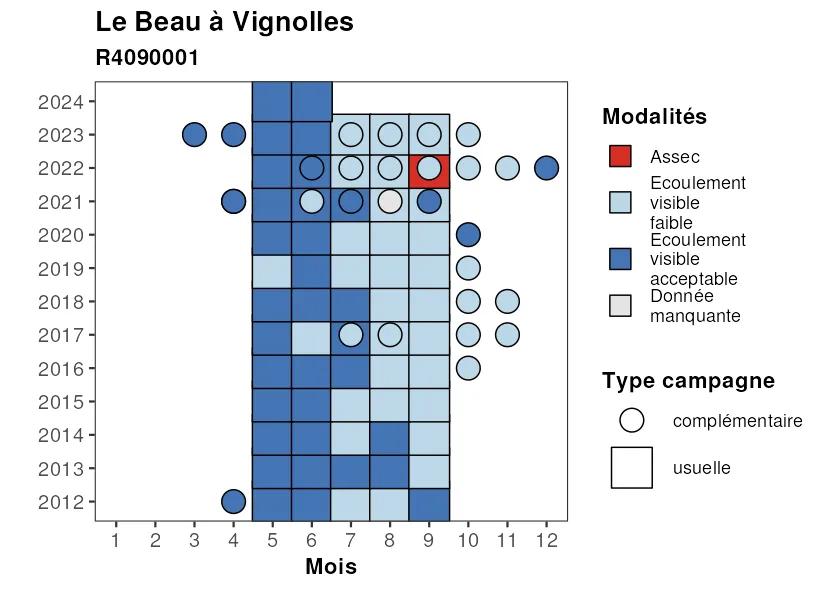 Le Beau à Vignolles
R4090001
2024
2023
2022
2021
2020
2019
2018
2017
2016
2015
2014
2013
2012
1 2 3 4 5 6 7 8 9 10 11 12
Mois
Modalités
Assec
Ecoulement
visible
faible
Ecoulement
visible
acceptable
Donnée
manquante
Type campagne
complémentaire
usuelle